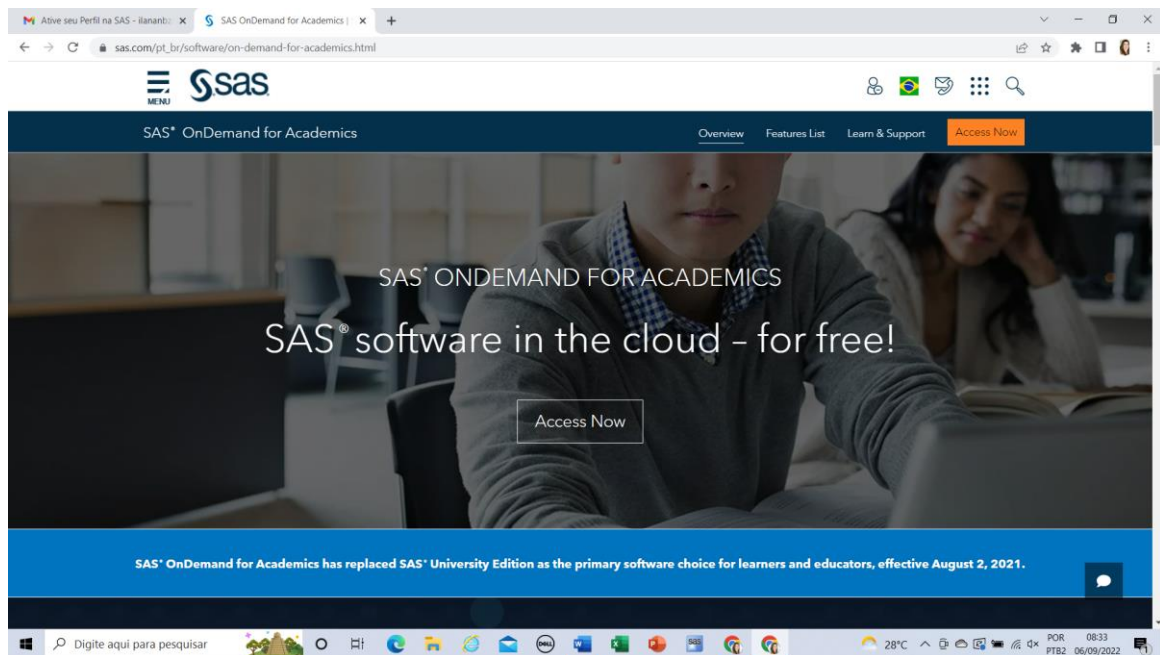 Ative seu Perfil na SAS - ilananb
SAS OnDemand for Academics |
sas.com/pt_br/software/on-demand-for-academics.html
MENU
sas
SAS® OnDemand for Academics
Overview Features List Learn & Support Access Now
SAS® ONDEMAND FOR ACADEMICS
SAS® software in the cloud – for free!
Access Now
SAS® OnDemand for Academics has replaced SAS® University Edition as the primary software choice for learners and educators, effective August 2, 2021.
Digite aqui para pesquisar
DELL
SAS
28°C
POR 08:33
PTB2 06/09/2022